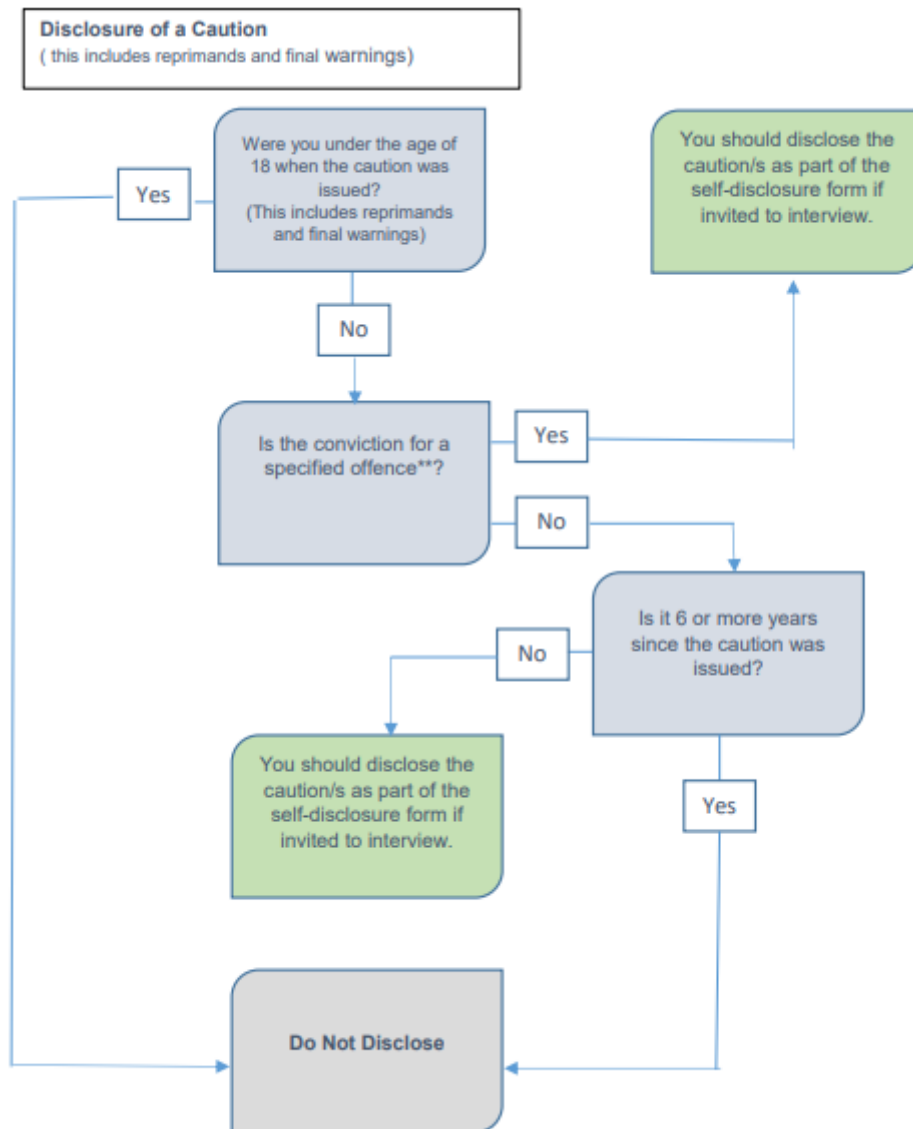 Disclosure of a Caution
( this includes reprimands and final warnings)
Were you under the age of
18 when the caution was
issued?
(This includes reprimands
and final warnings)
Yes
You should disclose the
caution/s as part of the
self-disclosure form if
invited to interview.
No
Is the conviction for a
specified offence**?
Yes
No
Is it 6 or more years
since the caution was
issued?
No
You should disclose the
caution/s as part of the
self-disclosure form if
invited to interview.
Yes
Do Not Disclose